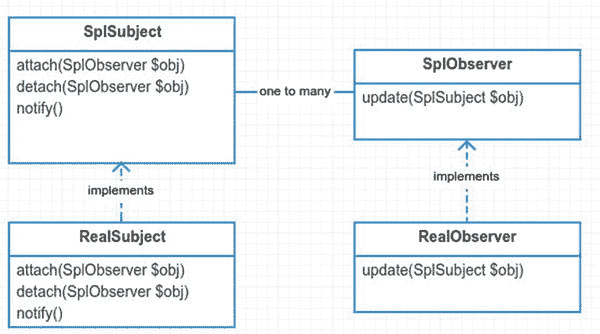 SplSubject
attach(SplObserver $obj)
detach(SplObserver $obj)
notify()
one to many
SplObserver
update(SplSubject $obj)
implements
implements
RealSubject
attach(SplObserver $obj)
detach(SplObserver $obj)
notify()
RealObserver
update(SplSubject $obj)